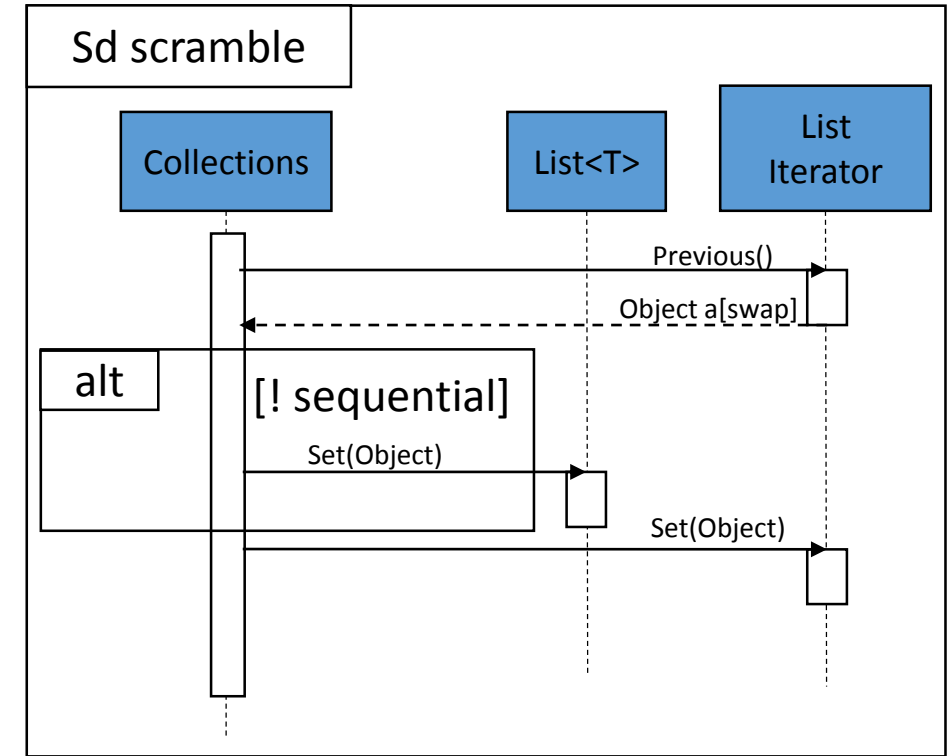 Sd scramble
Collections
List<T>
List
Iterator
Previous()
Object a[swap]
alt
[! sequential]
Set(Object)
Set(Object)